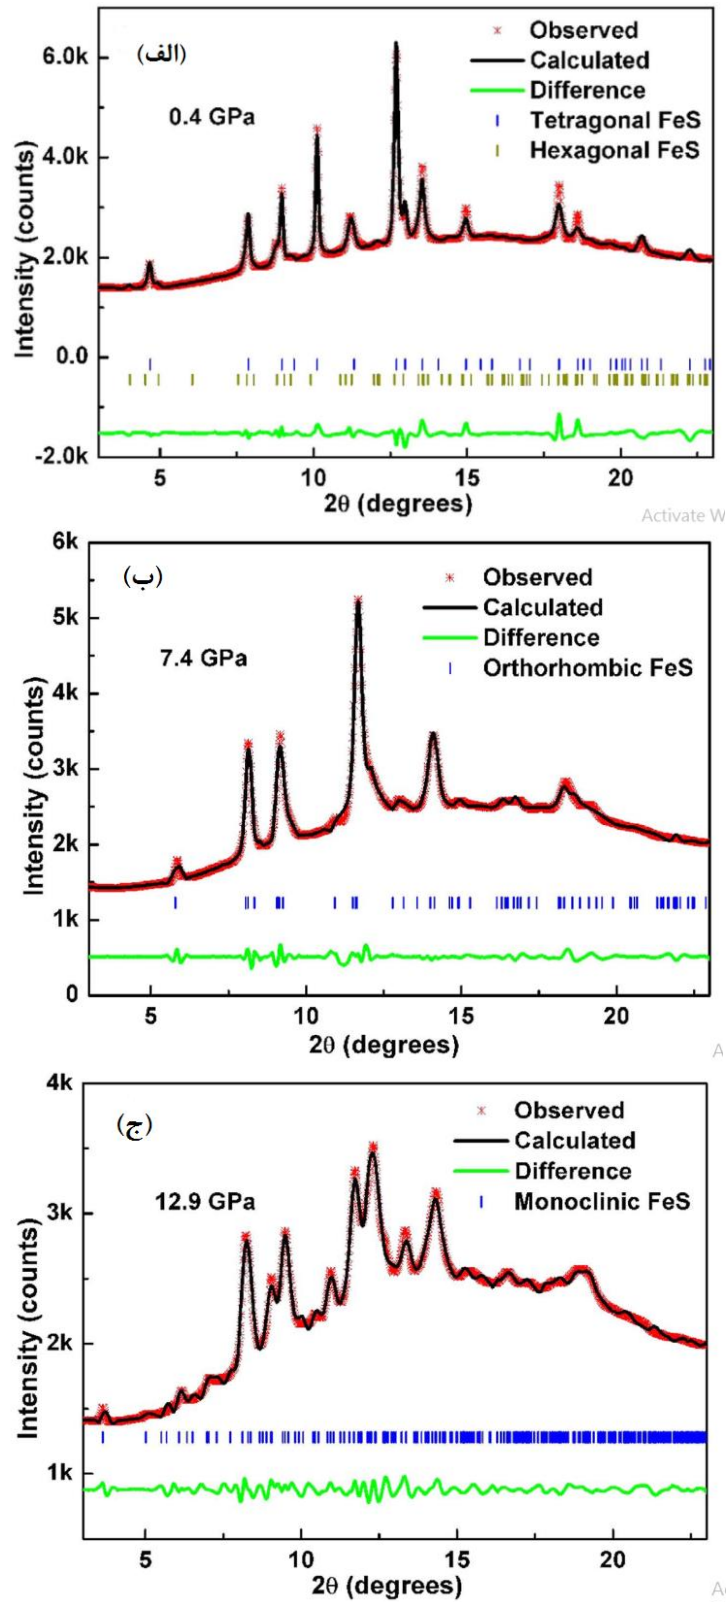 (الف)
0.4 GPa
Observed
Calculated
Difference
Tetragonal FeS
Hexagonal FeS
Intensity (counts)
6.0k
4.0k
2.0k
0.0
-2.0k
5 10 15 20
2θ (degrees)
Activate W
(ب)
7.4 GPa
Observed
Calculated
Difference
Orthorhombic FeS
Intensity (counts)
6k
5k
4k
3k
2k
1k
0
5 10 15 20
2θ (degrees)
A
(ج)
12.9 GPa
Observed
Calculated
Difference
Monoclinic FeS
Intensity (counts)
4k
3k
2k
1k
5 10 15 20
2θ (degrees)